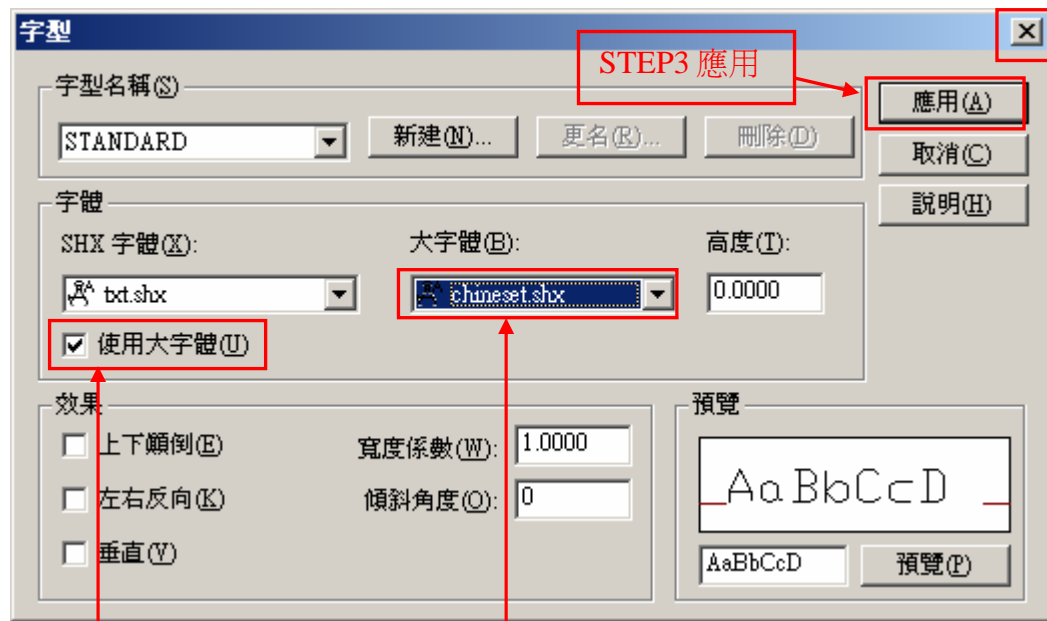 字型
STEP3 應用
字型名稱(S)
STANDARD
新建(N)...
更名(R)...
刪除(D)
應用(A)
取消(C)
說明(H)
字體
SHX 字體(X):
大字體(B):
高度(T):
txt.shx
chineset.shx
0.0000
使用大字體(U)
效果
上下顛倒(E)
寬度係數(W):
1.0000
左右反向(K)
傾斜角度(O):
0
垂直(V)
預覽
AaBbCcD
AaBbCcD
預覽(P)